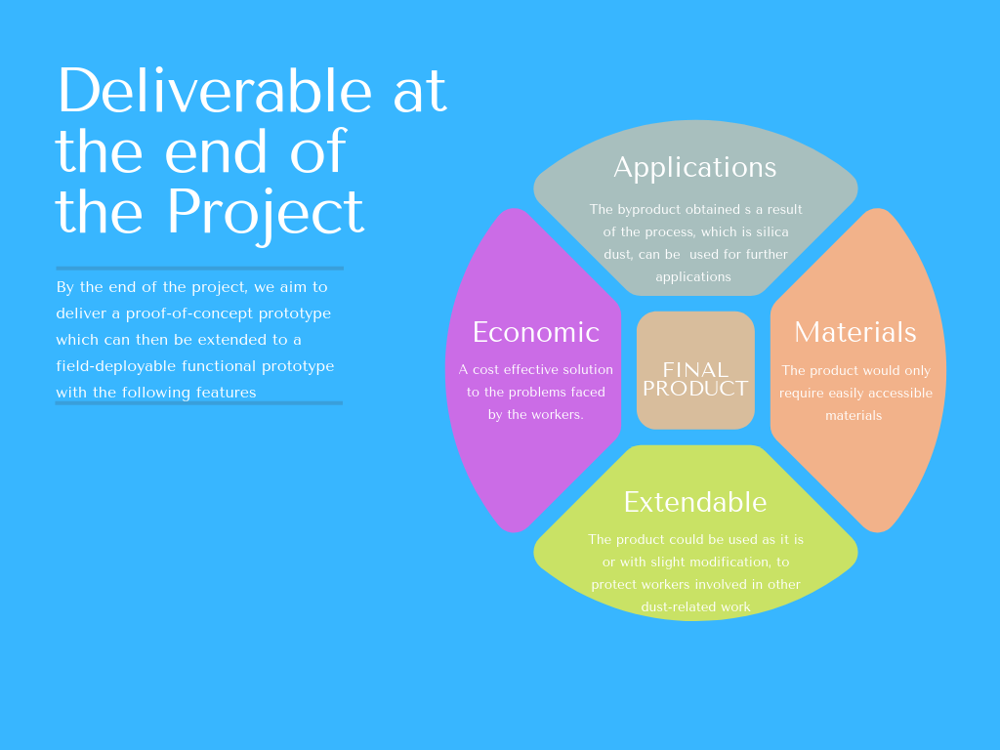 Deliverable at
the end of
the Project
By the end of the project, we aim to
deliver a proof-of-concept prototype
which can then be extended to a
field-deployable functional prototype
with the following features
Applications
The byproduct obtained s a result
of the process, which is silica
dust, can be  used for further
applications
Economic
A cost effective solution
to the problems faced
by the workers.
FINAL
PRODUCT
Materials
The product would only
require easily accessible
materials
Extendable
The product could be used as it is
or with slight modification, to
protect workers involved in other
dust-related work